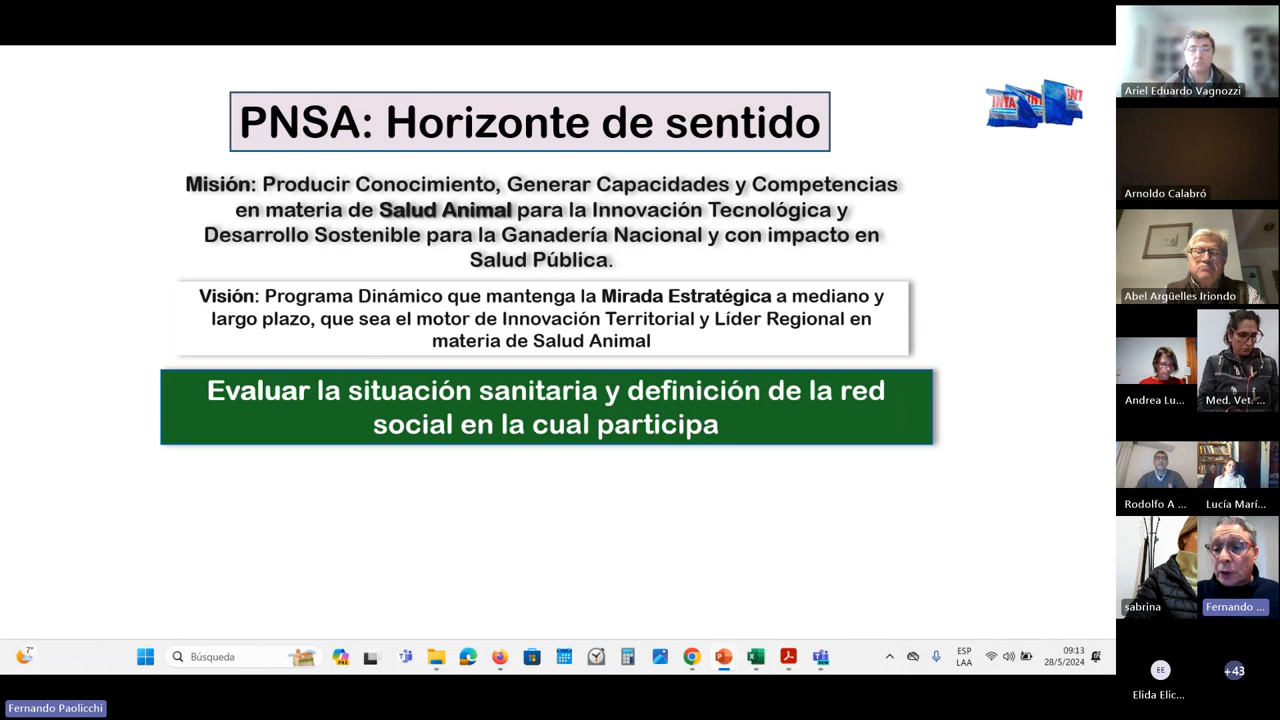 PNSA: Horizonte de sentido
INTA
Misión: Producir Conocimiento, Generar Capacidades y Competencias
en materia de Salud Animal para la Innovación Tecnológica y
Desarrollo Sostenible para la Ganadería Nacional y con impacto en
Salud Pública.
Visión: Programa Dinámico que mantenga la Mirada Estratégica a mediano y
largo plazo, que sea el motor de Innovación Territorial y Líder Regional en
materia de Salud Animal
Evaluar la situación sanitaria y definición de la red
social en la cual participa
7°
Búsqueda
PRE
NEW
ESP
LAA
09:13
28/5/2024
Fernando Paolicchi
Ariel Eduardo Vagnozzi
Arnoldo Calabró
Abel Argüelles Iriondo
Andrea Lu...
Med. Vet. ...
Rodolfo A ...
Lucía Marí...
sabrina
Fernando ...
EE
+43
Elida Elic...